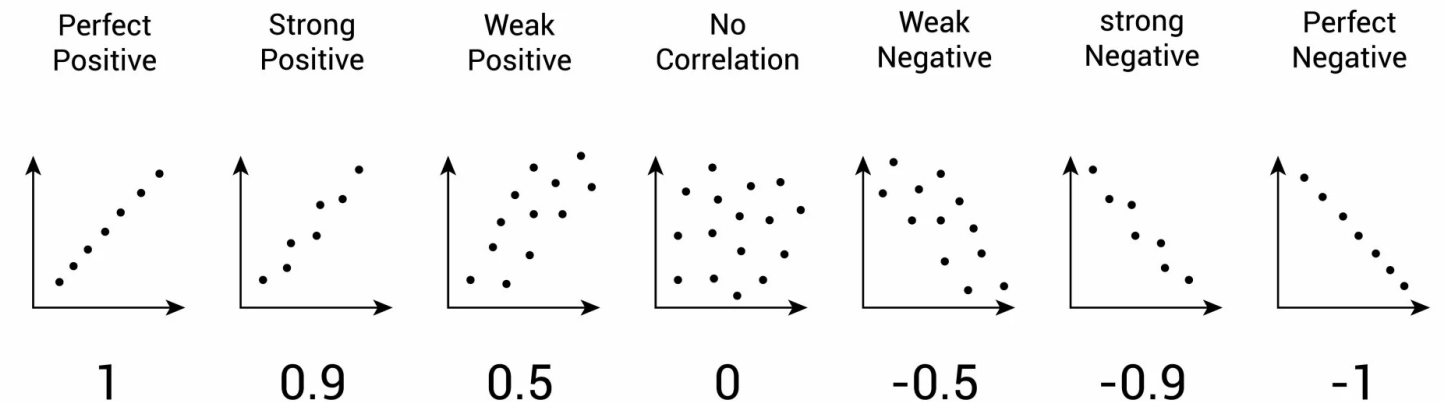 Perfect
Positive
Strong
Positive
Weak
Positive
No
Correlation
Weak
Negative
strong
Negative
Perfect
Negative
1
0.9
0.5
0
-0.5
-0.9
-1